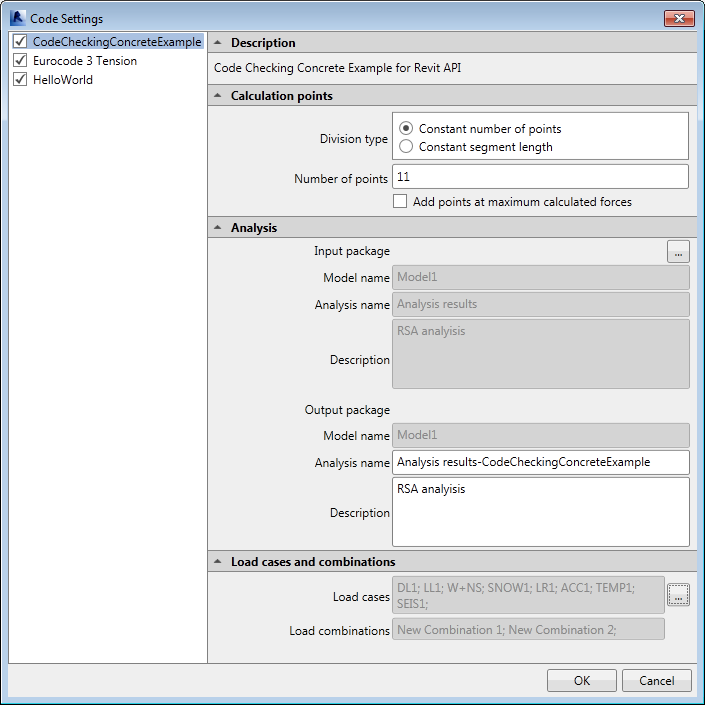 Code Settings
CodeCheckingConcreteExample
Eurocode 3 Tension
HelloWorld
Description
Code Checking Concrete Example for Revit API
Calculation points
Division type
Constant number of points
Constant segment length
Number of points 11
Add points at maximum calculated forces
Analysis
Input package ...
Model name Model1
Analysis name Analysis results
RSA analyisis
Description
Output package
Model name Model1
Analysis name Analysis results-CodeCheckingConcreteExample
RSA analyisis
Description
Load cases and combinations
Load cases DL1; LL1; W+NS; SNOW1; LR1; ACC1; TEMP1;
SEIS1;
...
Load combinations New Combination 1; New Combination 2;
OK Cancel